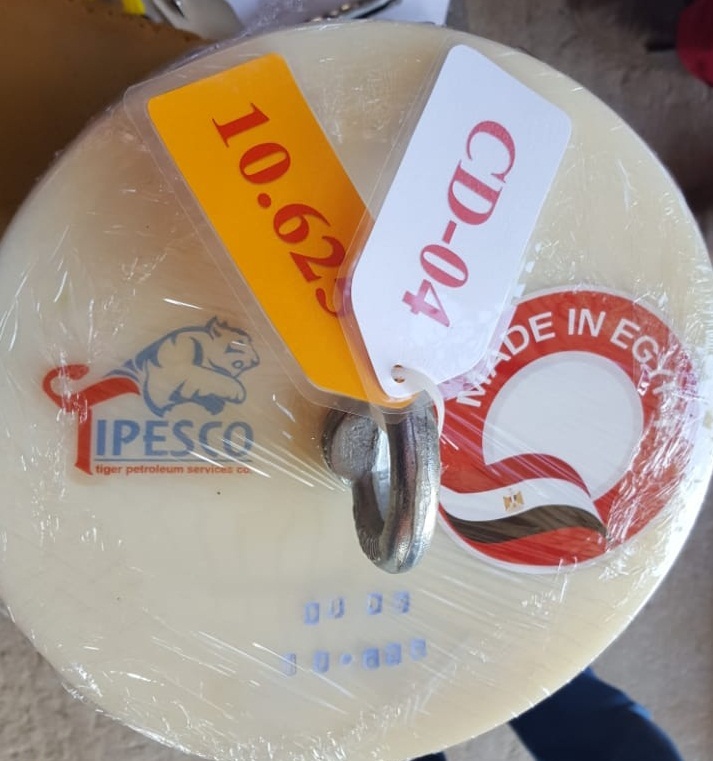 10.625
CD-04
MADE IN EGYPT
TIPESCO
tiger petroleum services co